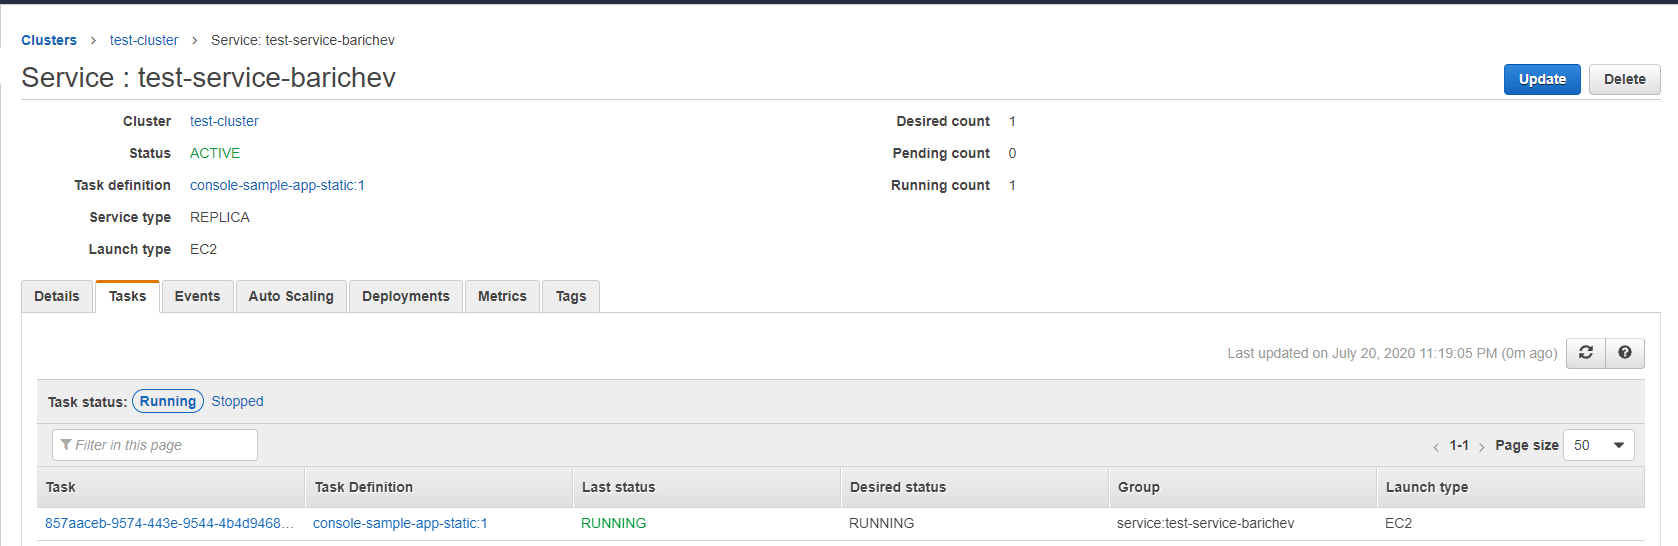 Clusters > test-cluster > Service: test-service-barichev
Service : test-service-barichev
Update Delete
Cluster test-cluster Desired count 1
Status ACTIVE Pending count 0
Task definition console-sample-app-static:1 Running count 1
Service type REPLICA
Launch type EC2
Details Tasks Events Auto Scaling Deployments Metrics Tags
Last updated on July 20, 2020 11:19:05 PM (0m ago)
Task status: Running Stopped
Filter in this page < 1-1 > Page size 50
Task Task Definition Last status Desired status Group Launch type
857aaceb-9574-443e-9544-4b4d9468... console-sample-app-static:1 RUNNING RUNNING service:test-service-barichev EC2